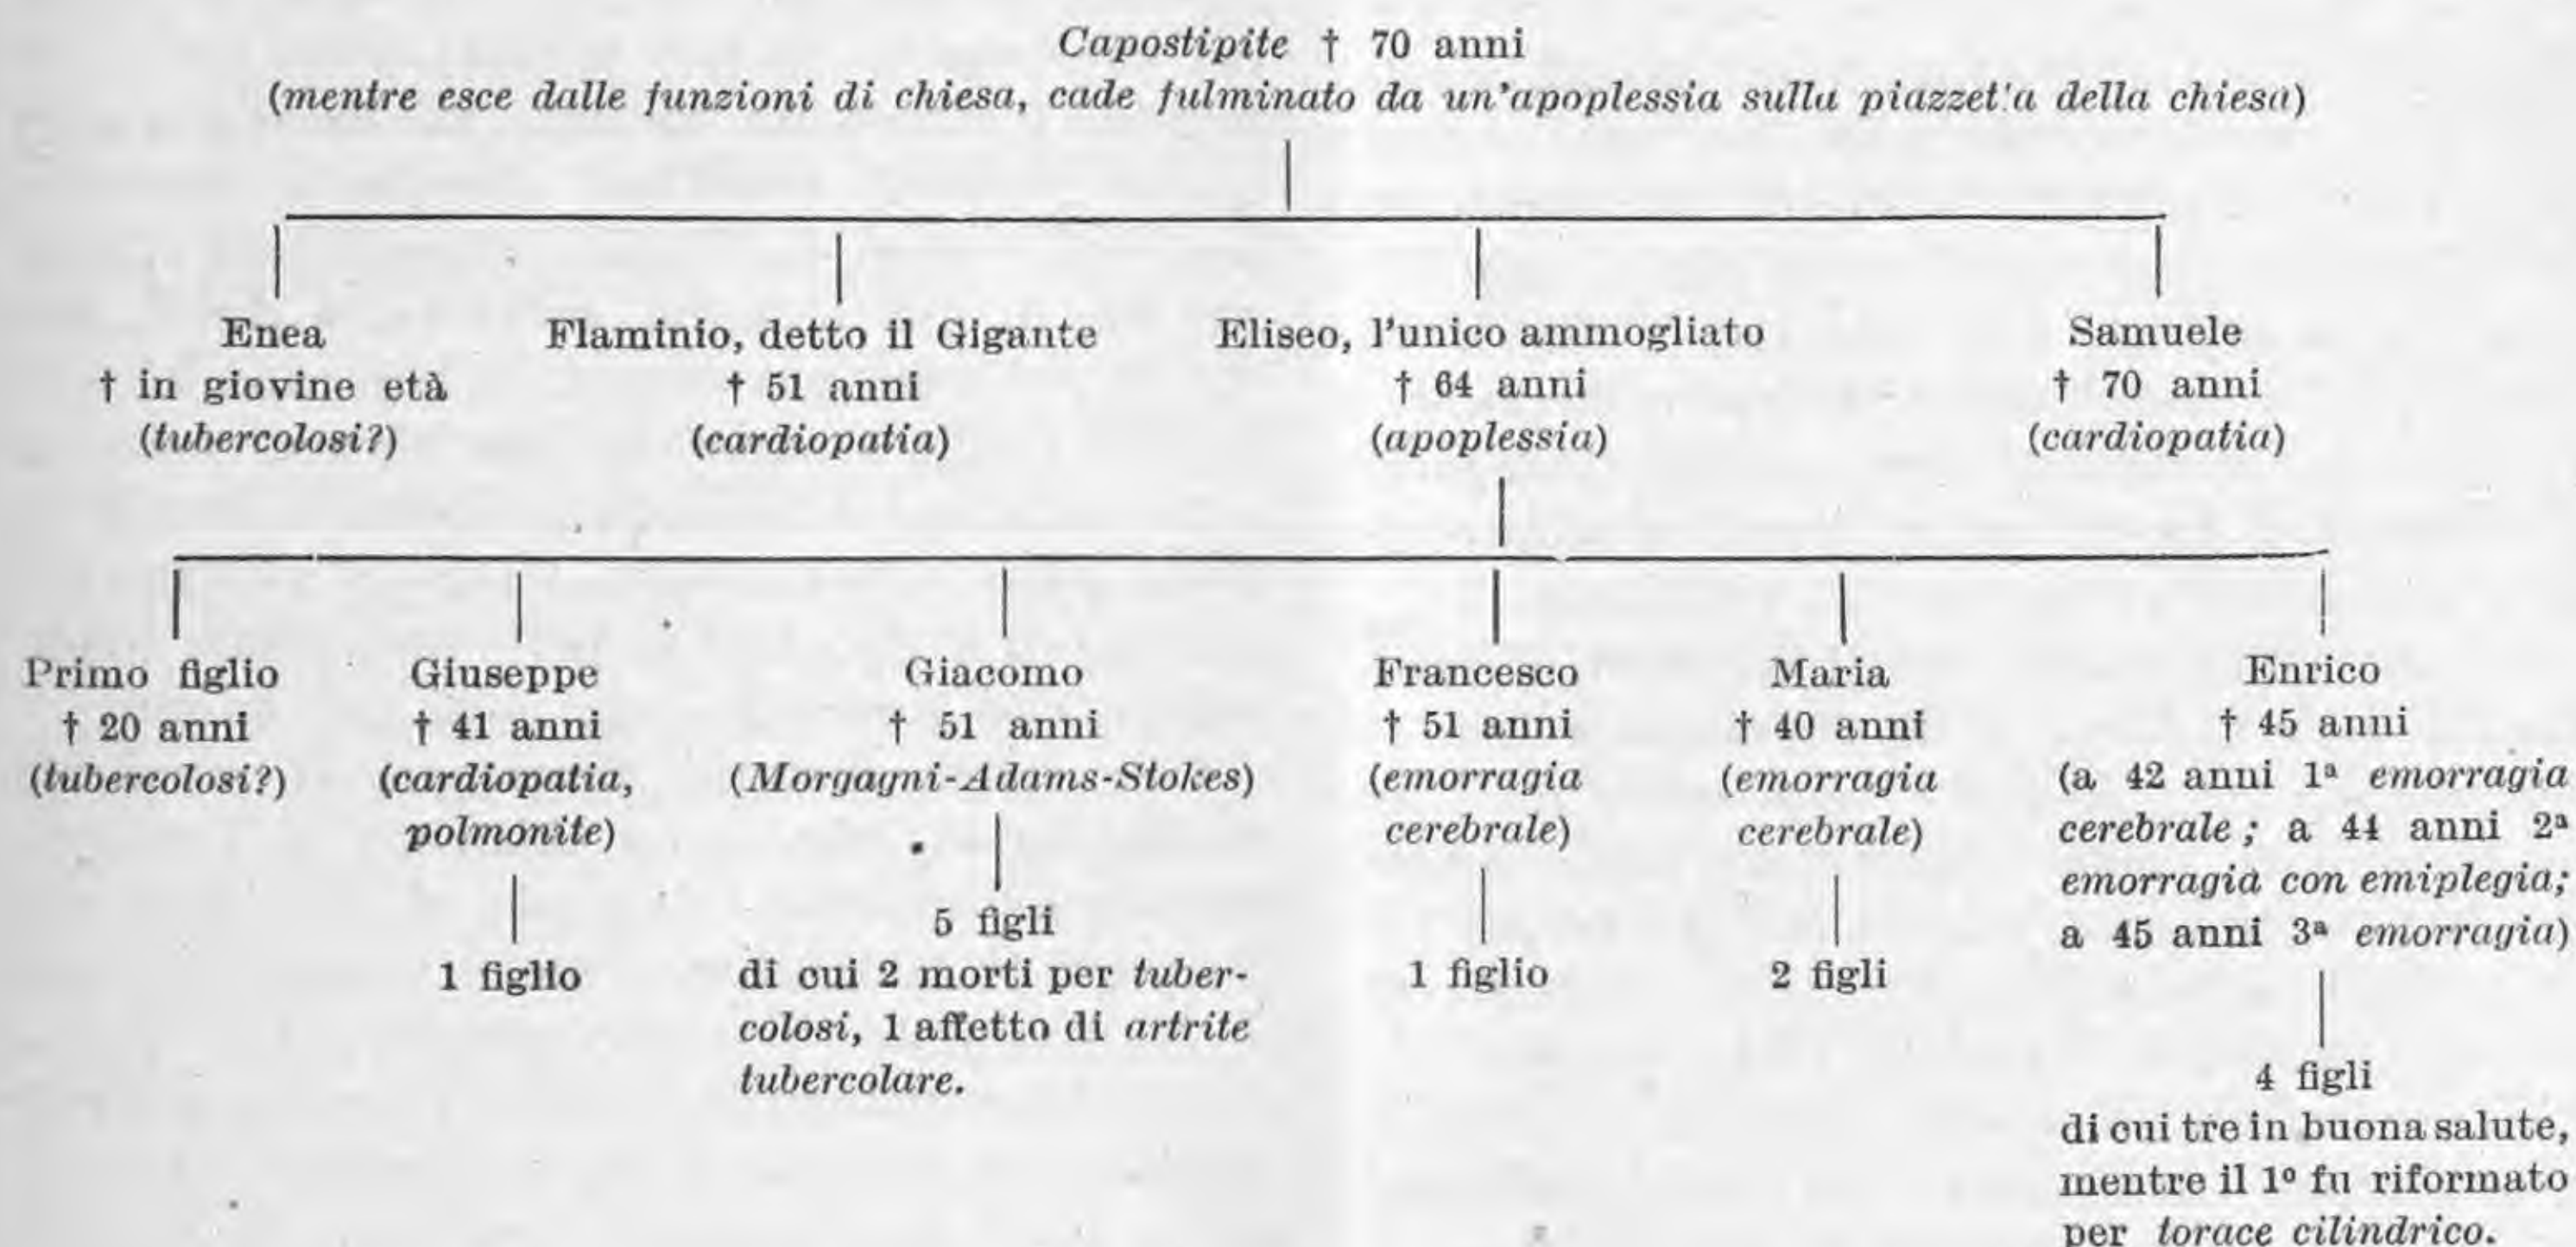 Capostipite † 70 anni
(mentre esce dalle funzioni di chiesa, cade fulminato da un'apoplessia sulla piazzetta della chiesa)
Enea
† in giovine età
(tubercolosi?)
Flaminio, detto il Gigante
† 51 anni
(cardiopatia)
Eliseo, l'unico ammogliato
† 64 anni
(apoplessia)
Samuele
† 70 anni
(cardiopatia)
Primo figlio
† 20 anni
(tubercolosi?)
Giuseppe
† 41 anni
(cardiopatia,
polmonite)
1 figlio
Giacomo
† 51 anni
(Morgagni-Adams-Stokes)
5 figli
di cui 2 morti per tuber-
colosi, 1 affetto di artrite
tubercolare.
Francesco
† 51 anni
(emorragia
cerebrale)
1 figlio
Maria
† 40 anni
(emorragia
cerebrale)
2 figli
Enrico
† 45 anni
(a 42 anni 1ª emorragia
cerebrale; a 44 anni 2ª
emorragia con emiplegia;
a 45 anni 3ª emorragia)
4 figli
di cui tre in buona salute,
mentre il 1º fu riformato
per torace cilindrico.